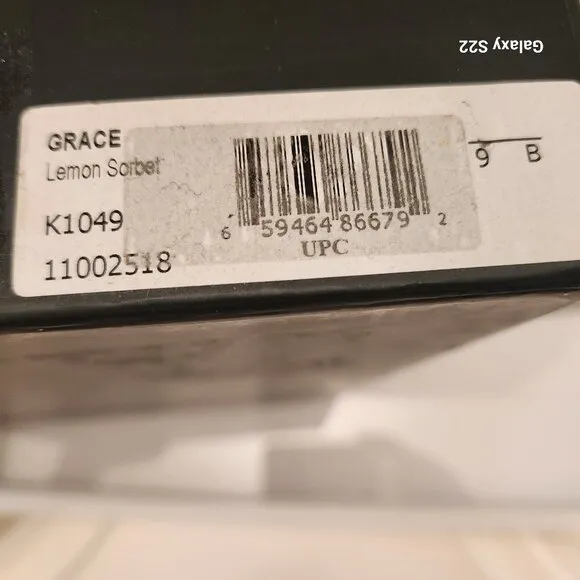 Galaxy S22
GRACE
Lemon Sorbet
K1049
11002518
6 59464 86679 2
UPC
9 B